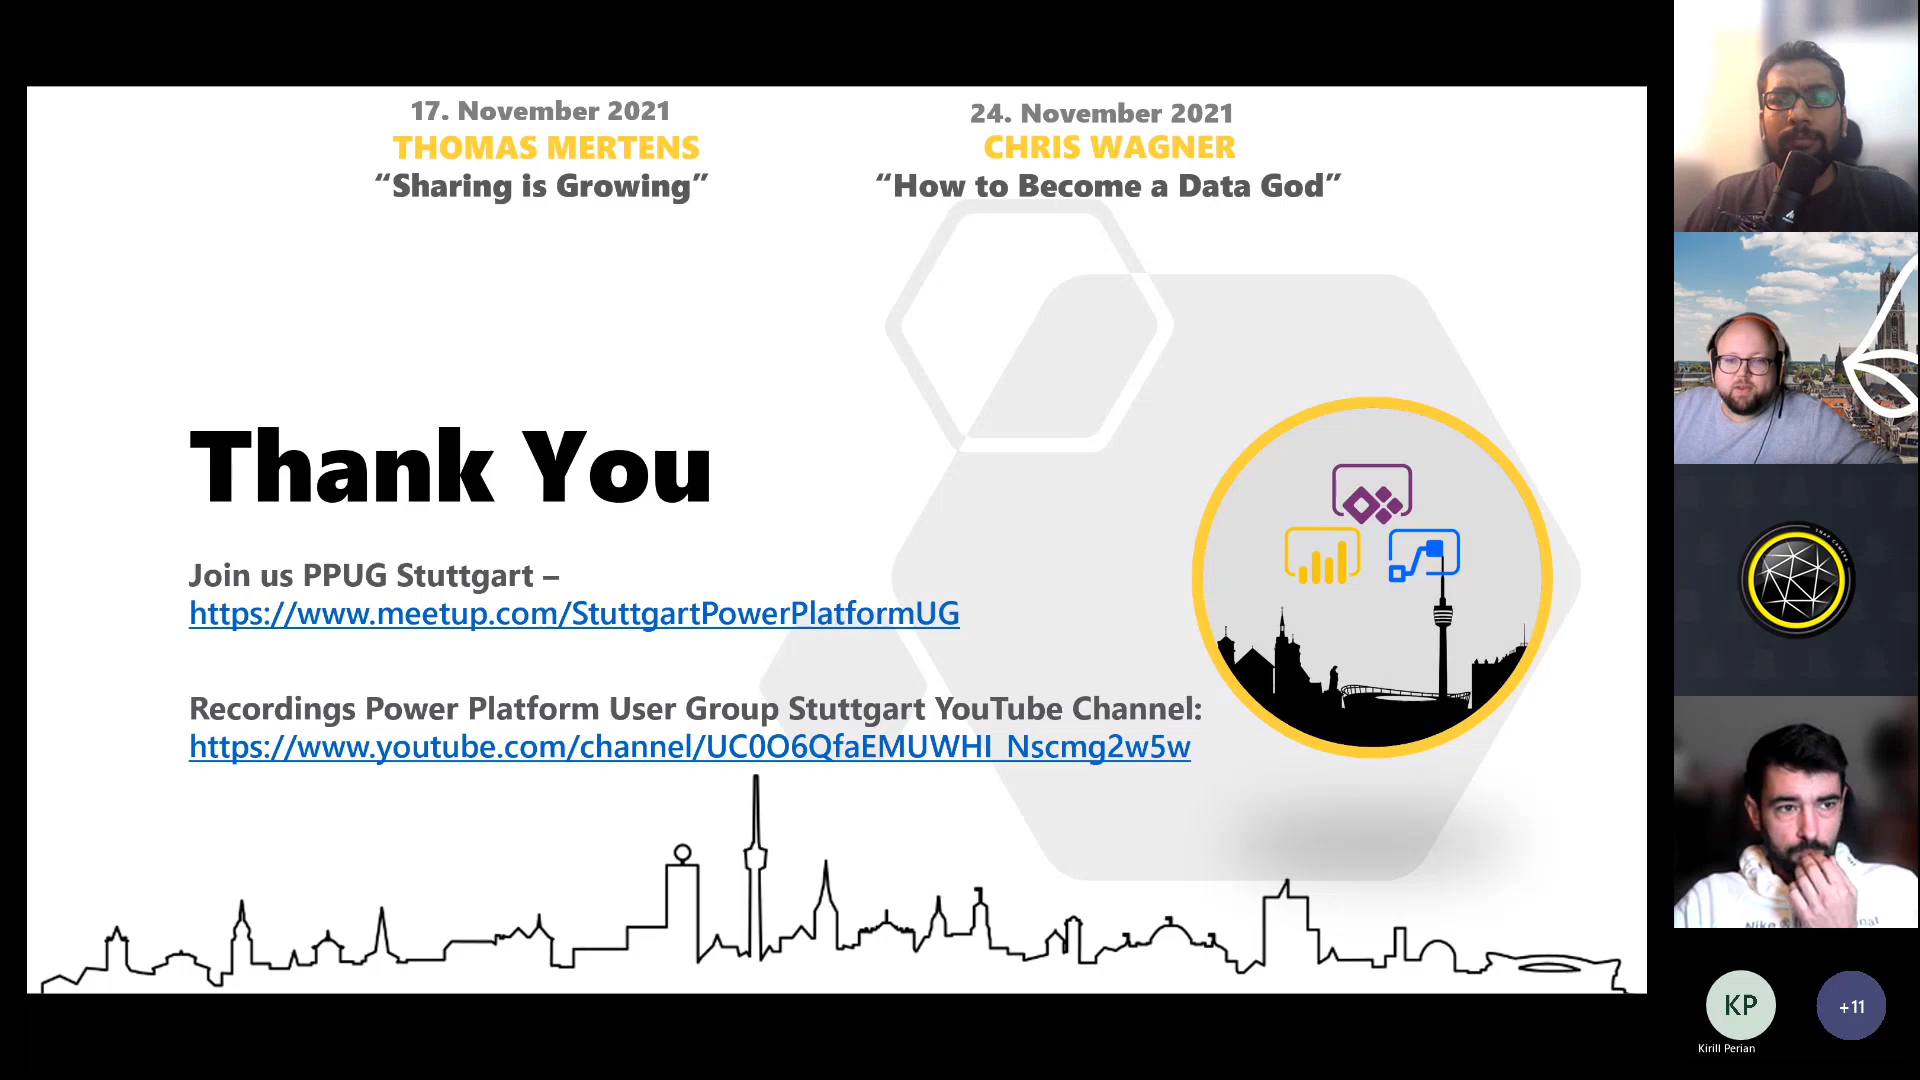 17. November 2021
THOMAS MERTENS
“Sharing is Growing”
24. November 2021
CHRIS WAGNER
“How to Become a Data God”
Thank You
Join us PPUG Stuttgart –
https://www.meetup.com/StuttgartPowerPlatformUG
Recordings Power Platform User Group Stuttgart YouTube Channel:
https://www.youtube.com/channel/UC0O6QfaEMUWHI_Nscmg2w5w
SNAP CAMERA
KP
+11
Kirill Perian